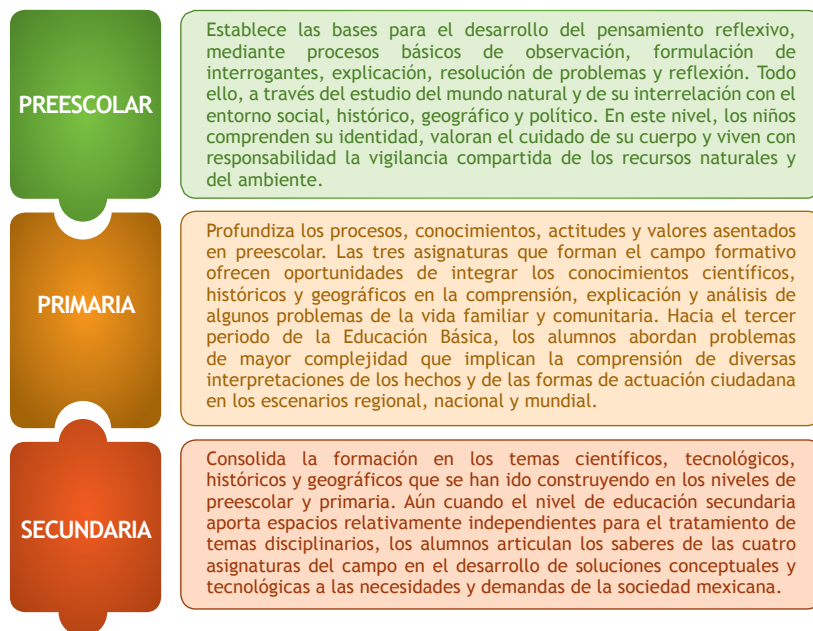 PREESCOLAR
Establece las bases para el desarrollo del pensamiento reflexivo,
mediante procesos básicos de observación, formulación de
interrogantes, explicación, resolución de problemas y reflexión. Todo
ello, a través del estudio del mundo natural y de su interrelación con el
entorno social, histórico, geográfico y político. En este nivel, los niños
comprenden su identidad, valoran el cuidado de su cuerpo y viven con
responsabilidad la vigilancia compartida de los recursos naturales y
del ambiente.
PRIMARIA
Profundiza los procesos, conocimientos, actitudes y valores asentados
en preescolar. Las tres asignaturas que forman el campo formativo
ofrecen oportunidades de integrar los conocimientos científicos,
históricos y geográficos en la comprensión, explicación y análisis de
algunos problemas de la vida familiar y comunitaria. Hacia el tercer
periodo de la Educación Básica, los alumnos abordan problemas
de mayor complejidad que implican la comprensión de diversas
interpretaciones de los hechos y de las formas de actuación ciudadana
en los escenarios regional, nacional y mundial.
SECUNDARIA
Consolida la formación en los temas científicos, tecnológicos,
históricos y geográficos que se han ido construyendo en los niveles de
preescolar y primaria. Aún cuando el nivel de educación secundaria
aporta espacios relativamente independientes para el tratamiento de
temas disciplinarios, los alumnos articulan los saberes de las cuatro
asignaturas del campo en el desarrollo de soluciones conceptuales y
tecnológicas a las necesidades y demandas de la sociedad mexicana.